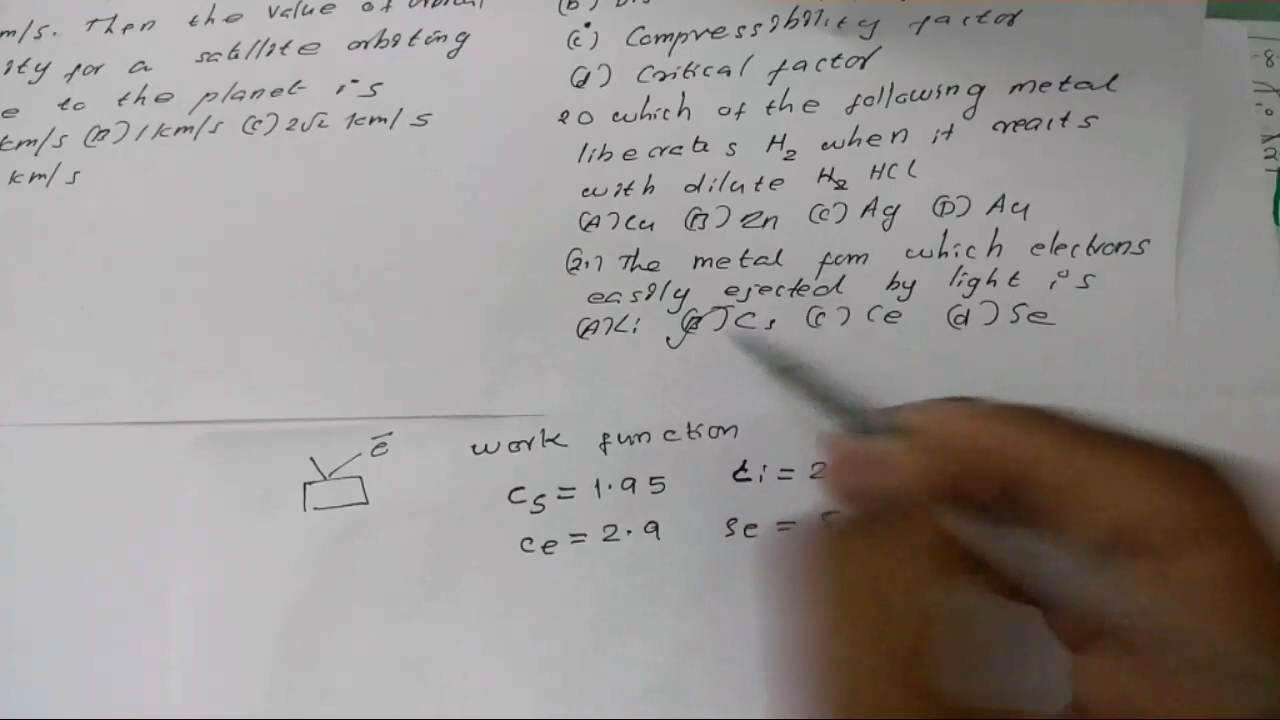 m/s. Then the value of
ity for a satellite orbiting
e to the planet is
km/s (B) 1 km/s (C) 2√2 km/s
km/s
(c) Compressibility factor
(d) Critical factor
20 which of the following metal
liberates H2 when it reacts
with dilute H2 HCl
(A) Cu (B) Zn (C) Ag (D) Au
The metal from which electrons
easily ejected by light is
(A) Li (B) Cs (c) Ce (d) Se
e̅ work function
Cs = 1.95 Li = 2
Ce = 2.9 Se = 5
-8